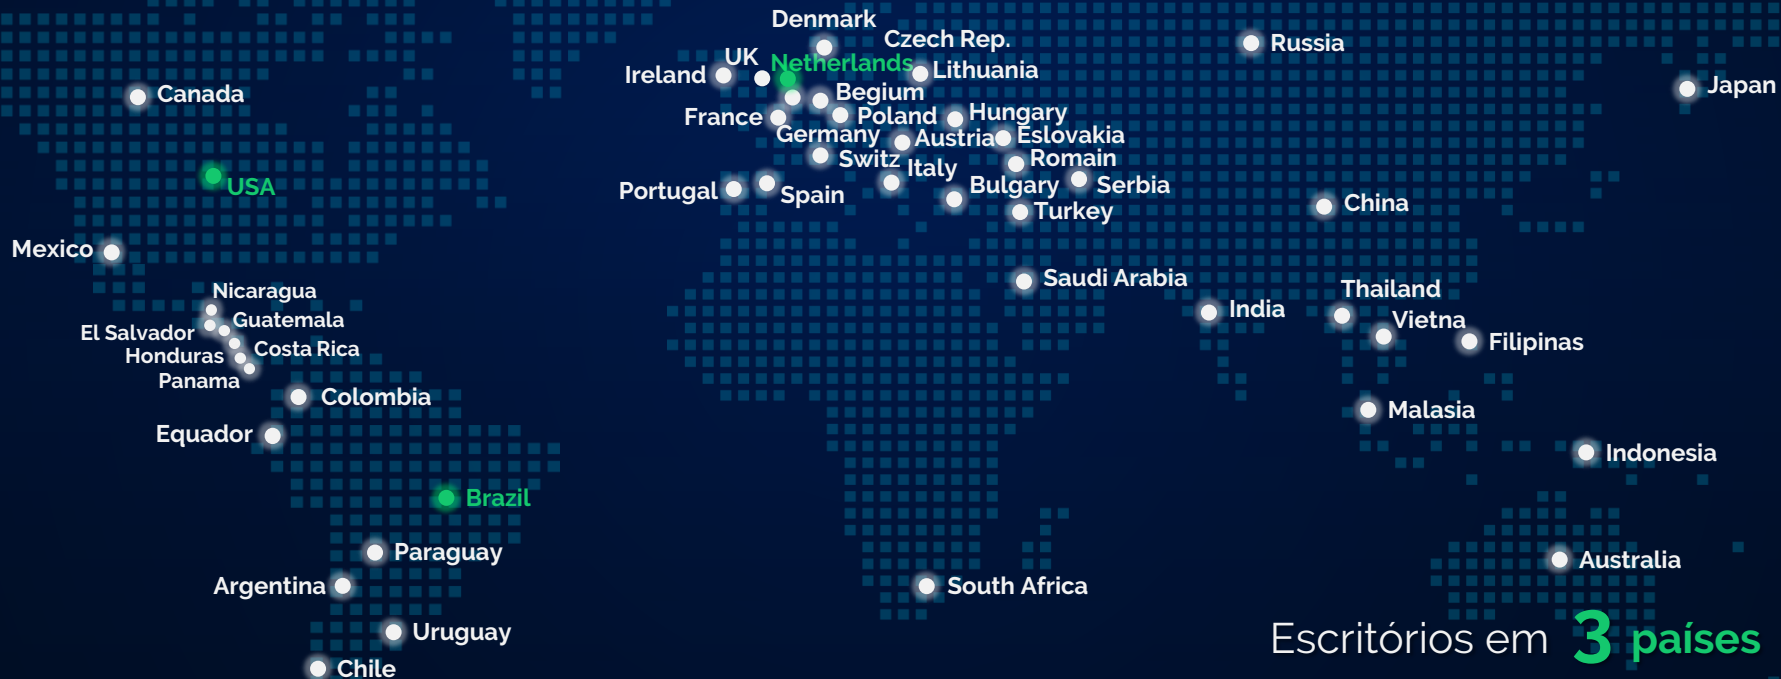 Denmark
Czech Rep.
Russia
UK
Netherlands
Ireland
Lithuania
Japan
Canada
Begium
France
Poland
Hungary
Germany
Austria
Eslovakia
Switz
Italy
Romain
USA
Portugal
Spain
Bulgary
Serbia
China
Turkey
Mexico
Saudi Arabia
Nicaragua
Thailand
India
El Salvador
Guatemala
Vietna
Honduras
Costa Rica
Filipinas
Panama
Colombia
Malasia
Equador
Indonesia
Brazil
Paraguay
Australia
Argentina
South Africa
Uruguay
Escritórios em 3 países
Chile